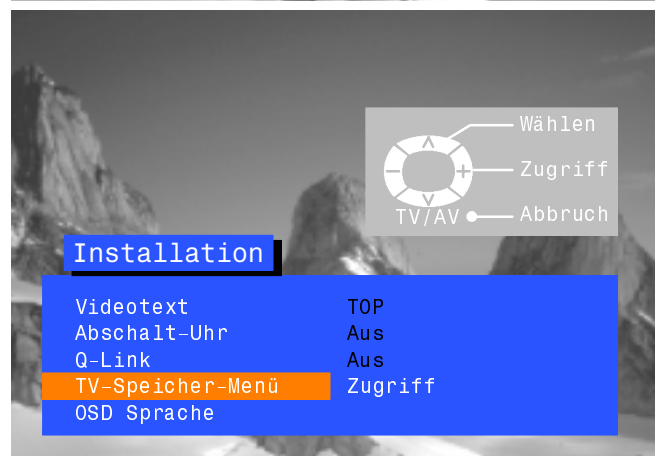 Wählen
Zugriff
TV/AV Abbruch
Installation
Videotext TOP
Abschalt-Uhr Aus
Q-Link Aus
TV-Speicher-Menü Zugriff
OSD Sprache